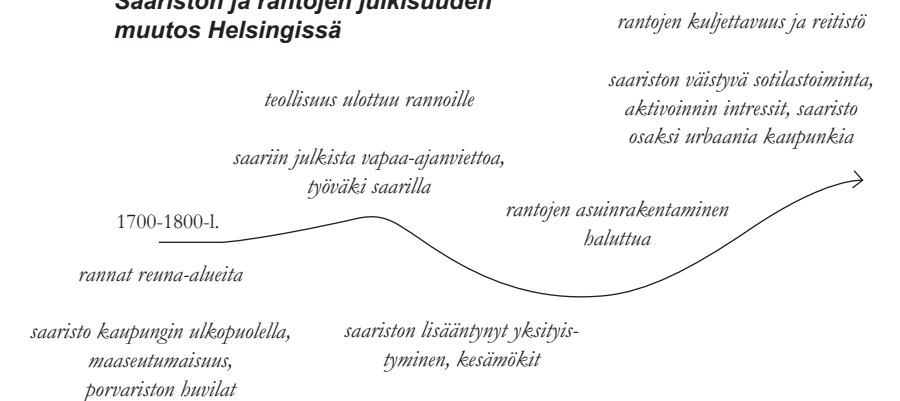 Saariston ja rantojen julkisuuden
muutos Helsingissä
rantojen kuljettavuus ja reitistö
saariston väistyvä sotilastoiminta,
aktivoinnin intressit, saaristo
osaksi urbaania kaupunkia
teollisuus ulottuu rannoille
saariin julkista vapaa-ajanviettoa,
työväki saarilla
rantojen asuinrakentaminen
haluttua
1700-1800-l.
rannat reuna-alueita
saaristo kaupungin ulkopuolella,
maaseutumaisuus,
porvariston huvilat
saariston lisääntynyt yksityis-
tyminen, kesämökit